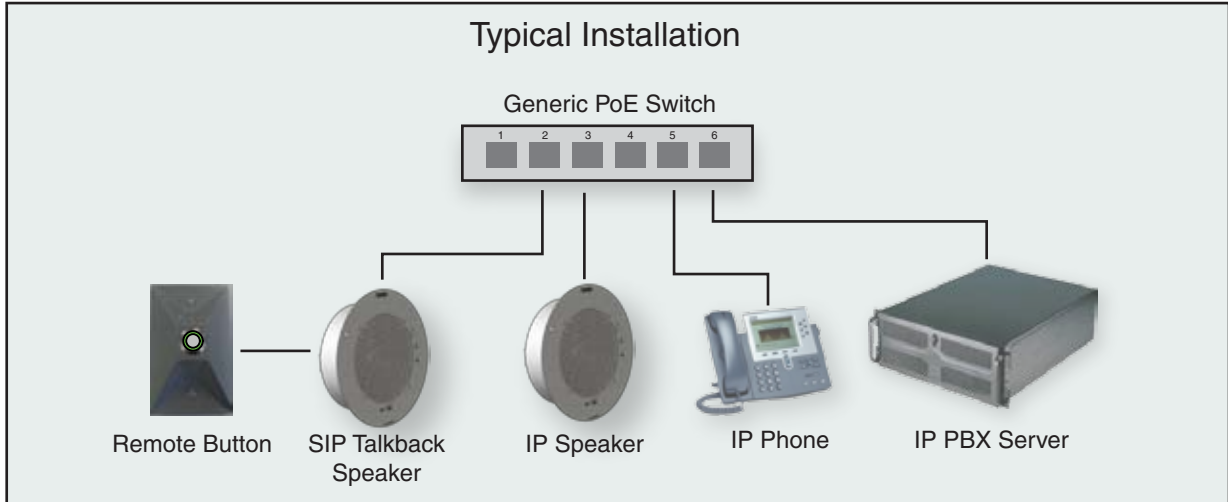 Typical Installation
Generic PoE Switch
1 2 3 4 5 6
Remote Button
SIP Talkback
Speaker
IP Speaker
IP Phone
IP PBX Server